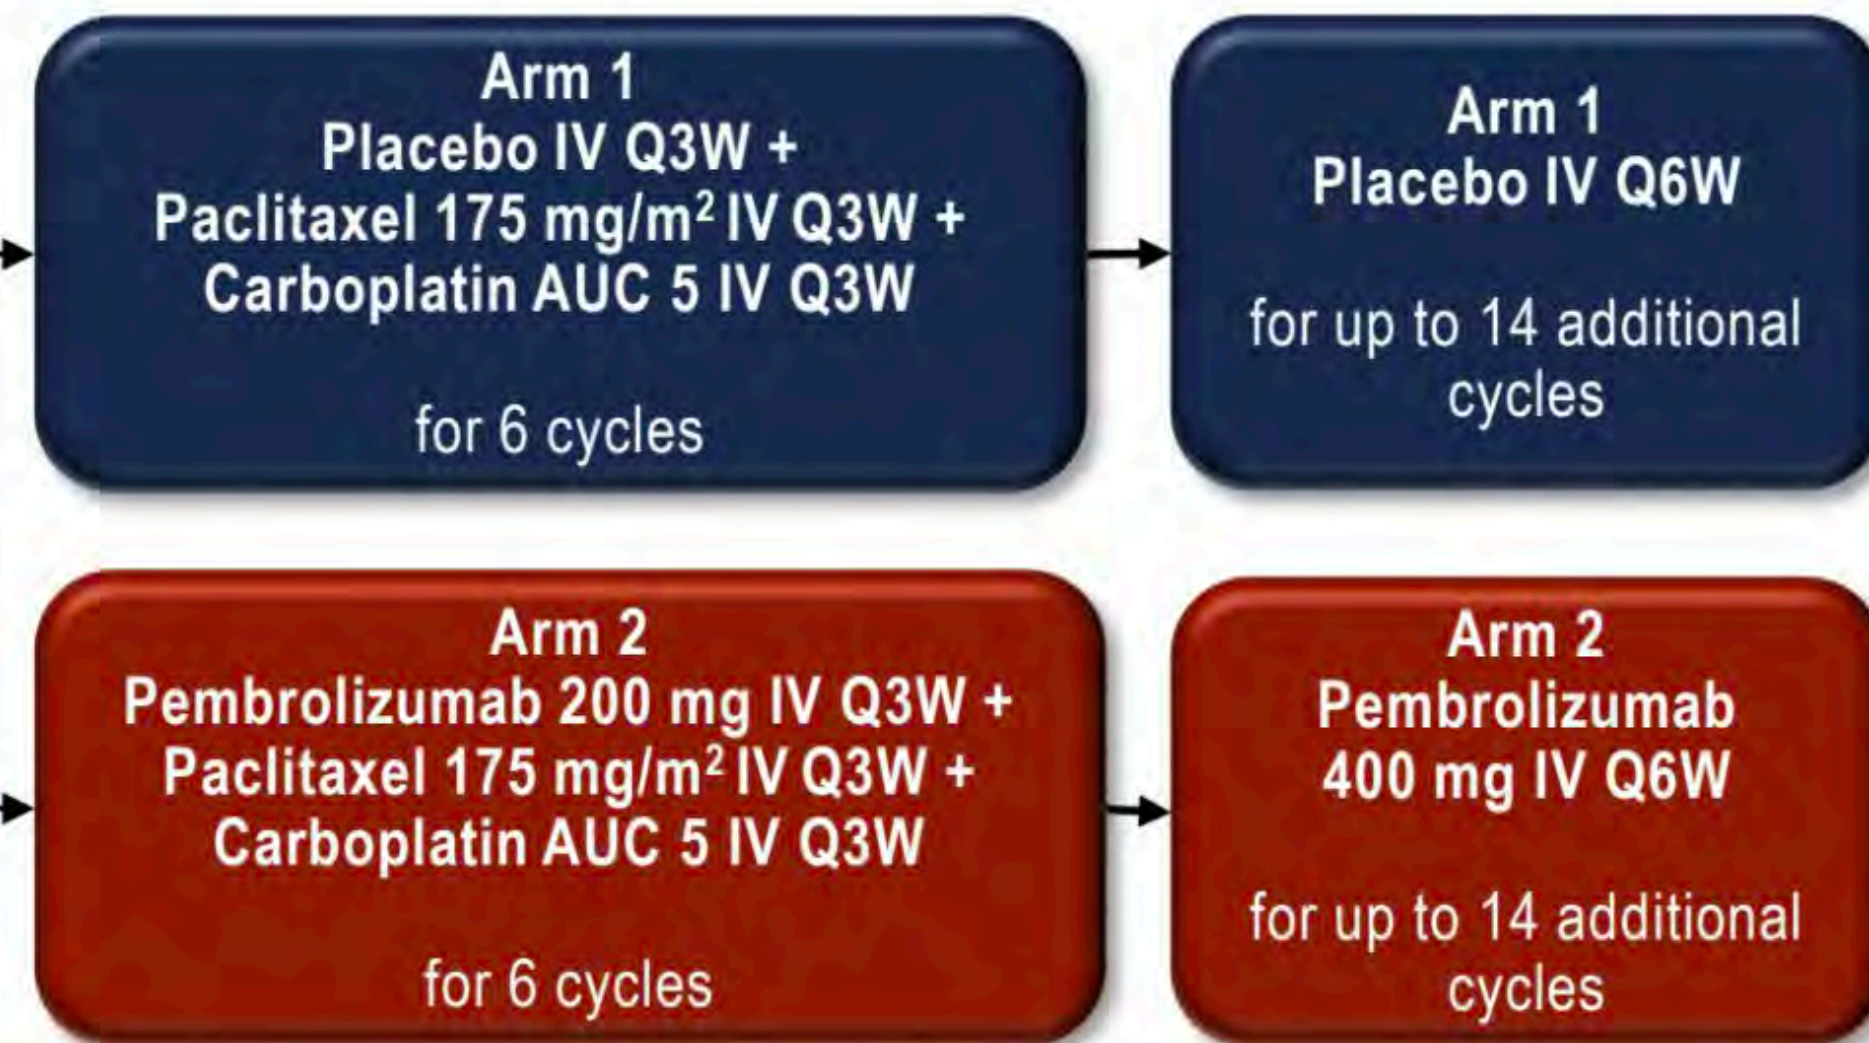 Arm 1
Placebo IV Q3W +
Paclitaxel 175 mg/m² IV Q3W +
Carboplatin AUC 5 IV Q3W
for 6 cycles
Arm 1
Placebo IV Q6W
for up to 14 additional
cycles
Arm 2
Pembrolizumab 200 mg IV Q3W +
Paclitaxel 175 mg/m² IV Q3W +
Carboplatin AUC 5 IV Q3W
for 6 cycles
Arm 2
Pembrolizumab
400 mg IV Q6W
for up to 14 additional
cycles